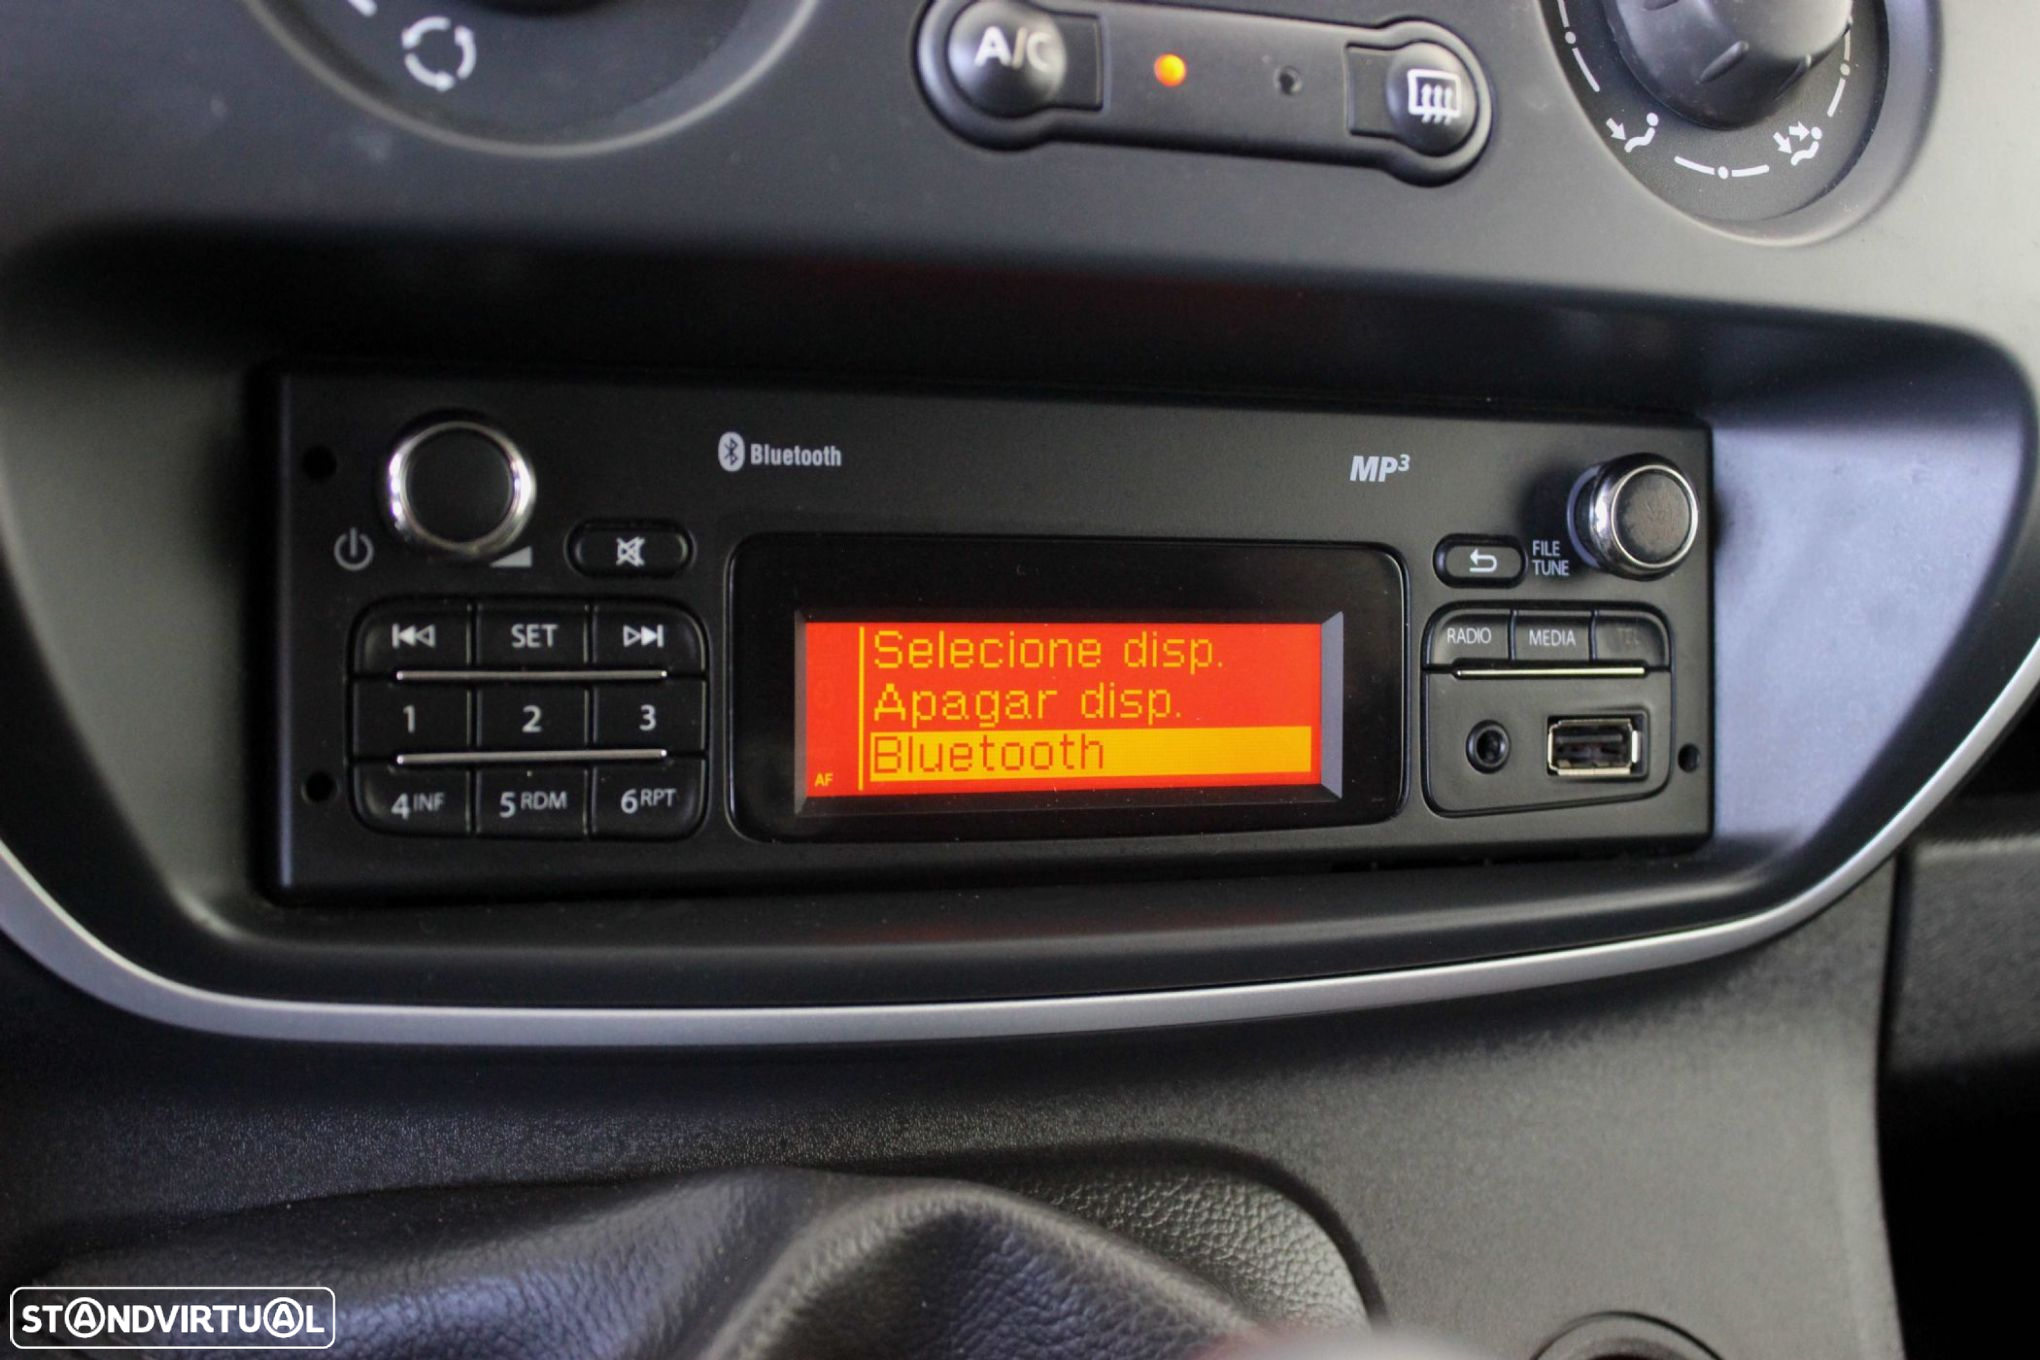 A/C
Bluetooth
MP3
FILE
TUNE
SET
RADIO MEDIA TEL
1 2 3
4 INF 5 RDM 6 RPT
Selecione disp.
Apagar disp.
Bluetooth
AF
STANDVIRTUAL